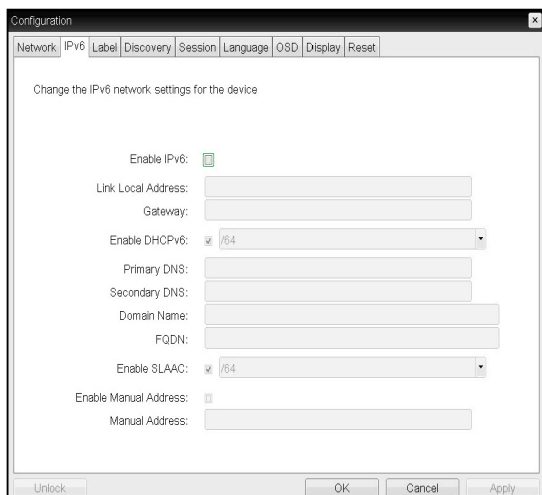 Configuration
Network IPv6 Label Discovery Session Language OSD Display Reset
Change the IPv6 network settings for the device
Enable IPv6:
Link Local Address:
Gateway:
Enable DHCPv6: /64
Primary DNS:
Secondary DNS:
Domain Name:
FQDN:
Enable SLAAC: /64
Enable Manual Address:
Manual Address:
Unlock OK Cancel Apply